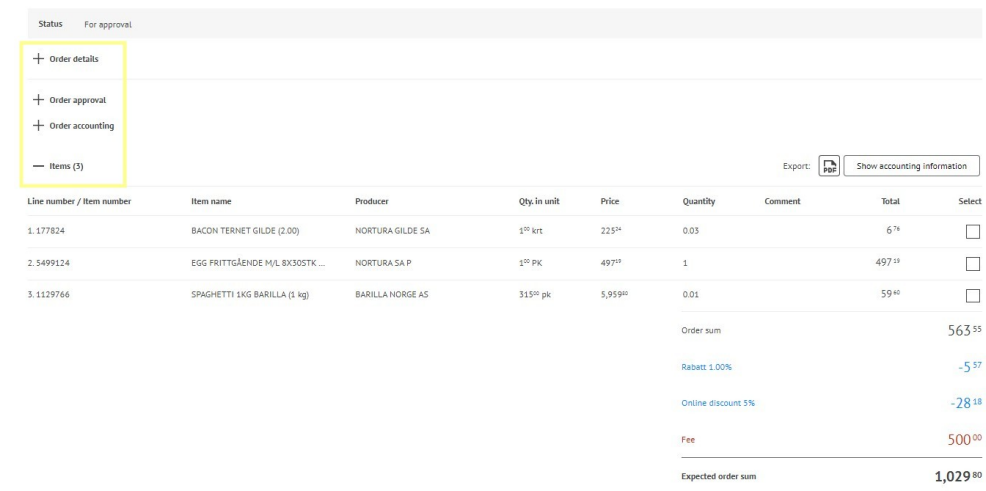 Status For approval
Order details
Order approval
Order accounting
Items (3)
Export: PDF Show accounting information
Line number / Item number Item name Producer Qty. in unit Price Quantity Comment Total Select
1. 177824 BACON TERNET GILDE (2.00) NORTURA GILDE SA 1⁰⁰ krt 225³⁴ 0.03 6⁷⁶
2. 5499124 EGG FRITTGÅENDE M/L 8X30STK ... NORTURA SA P 1⁰⁰ PK 497¹⁹ 1 497¹⁹
3. 1129766 SPAGHETTI 1KG BARILLA (1 kg) BARILLA NORGE AS 315⁰⁰ pk 5,959⁸⁰ 0.01 59⁶⁰
Order sum 563⁵⁵
Rabatt 1.00% -5⁵⁷
Online discount 5% -28¹⁸
Fee 500⁰⁰
Expected order sum 1,029⁸⁰